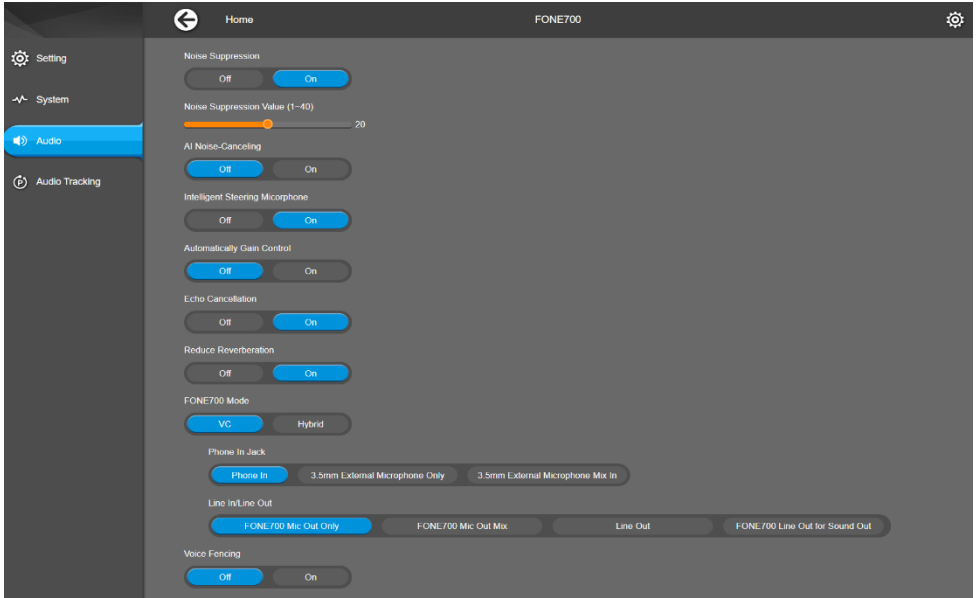 Home
FONE700
Setting
System
Audio
Audio Tracking
Noise Suppression
Off On
Noise Suppression Value (1~40)
20
AI Noise-Canceling
Off On
Intelligent Steering Micorphone
Off On
Automatically Gain Control
Off On
Echo Cancellation
Off On
Reduce Reverberation
Off On
FONE700 Mode
VC Hybrid
Phone In Jack
Phone In 3.5mm External Microphone Only 3.5mm External Microphone Mix In
Line In/Line Out
FONE700 Mic Out Only FONE700 Mic Out Mix Line Out FONE700 Line Out for Sound Out
Voice Fencing
Off On